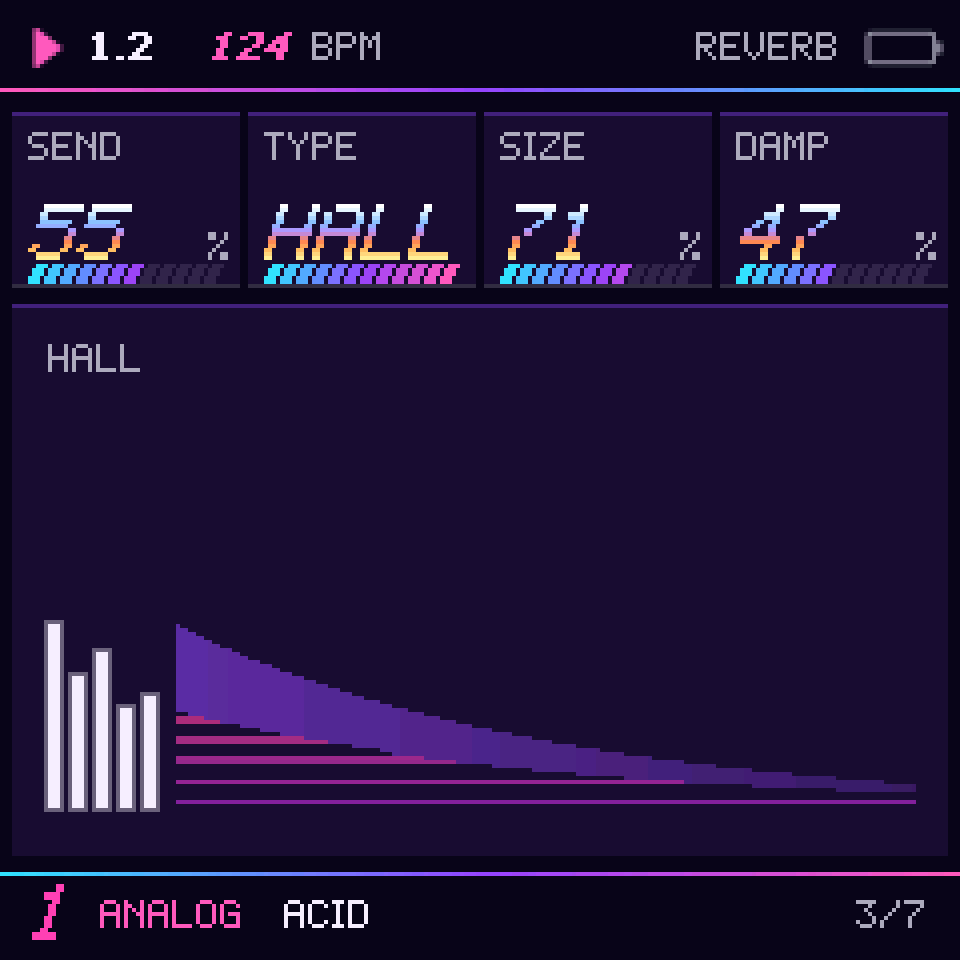 1.2 124 BPM REVERB
SEND TYPE SIZE DAMP
55 % HALL 71 % 47 %
HALL
1 ANALOG ACID 3/7